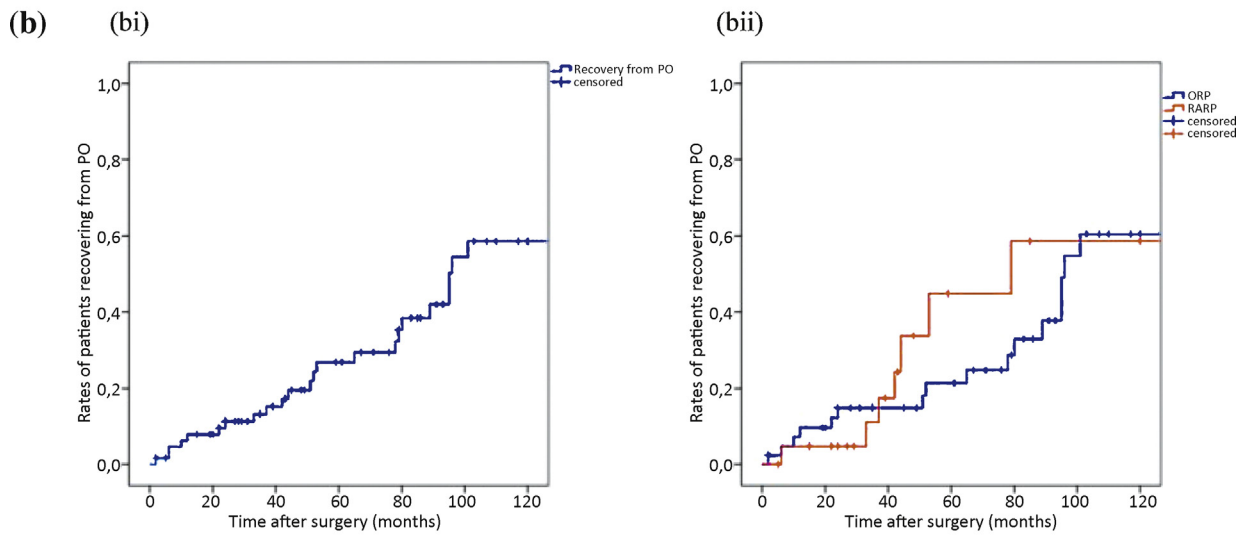 (b)
(bi)
Recovery from PO
censored
Rates of patients recovering from PO
1,0
0,8
0,6
0,4
0,2
0,0
0 20 40 60 80 100 120
Time after surgery (months)
(bii)
ORP
RARP
censored
censored
Rates of patients recovering from PO
1,0
0,8
0,6
0,4
0,2
0,0
0 20 40 60 80 100 120
Time after surgery (months)